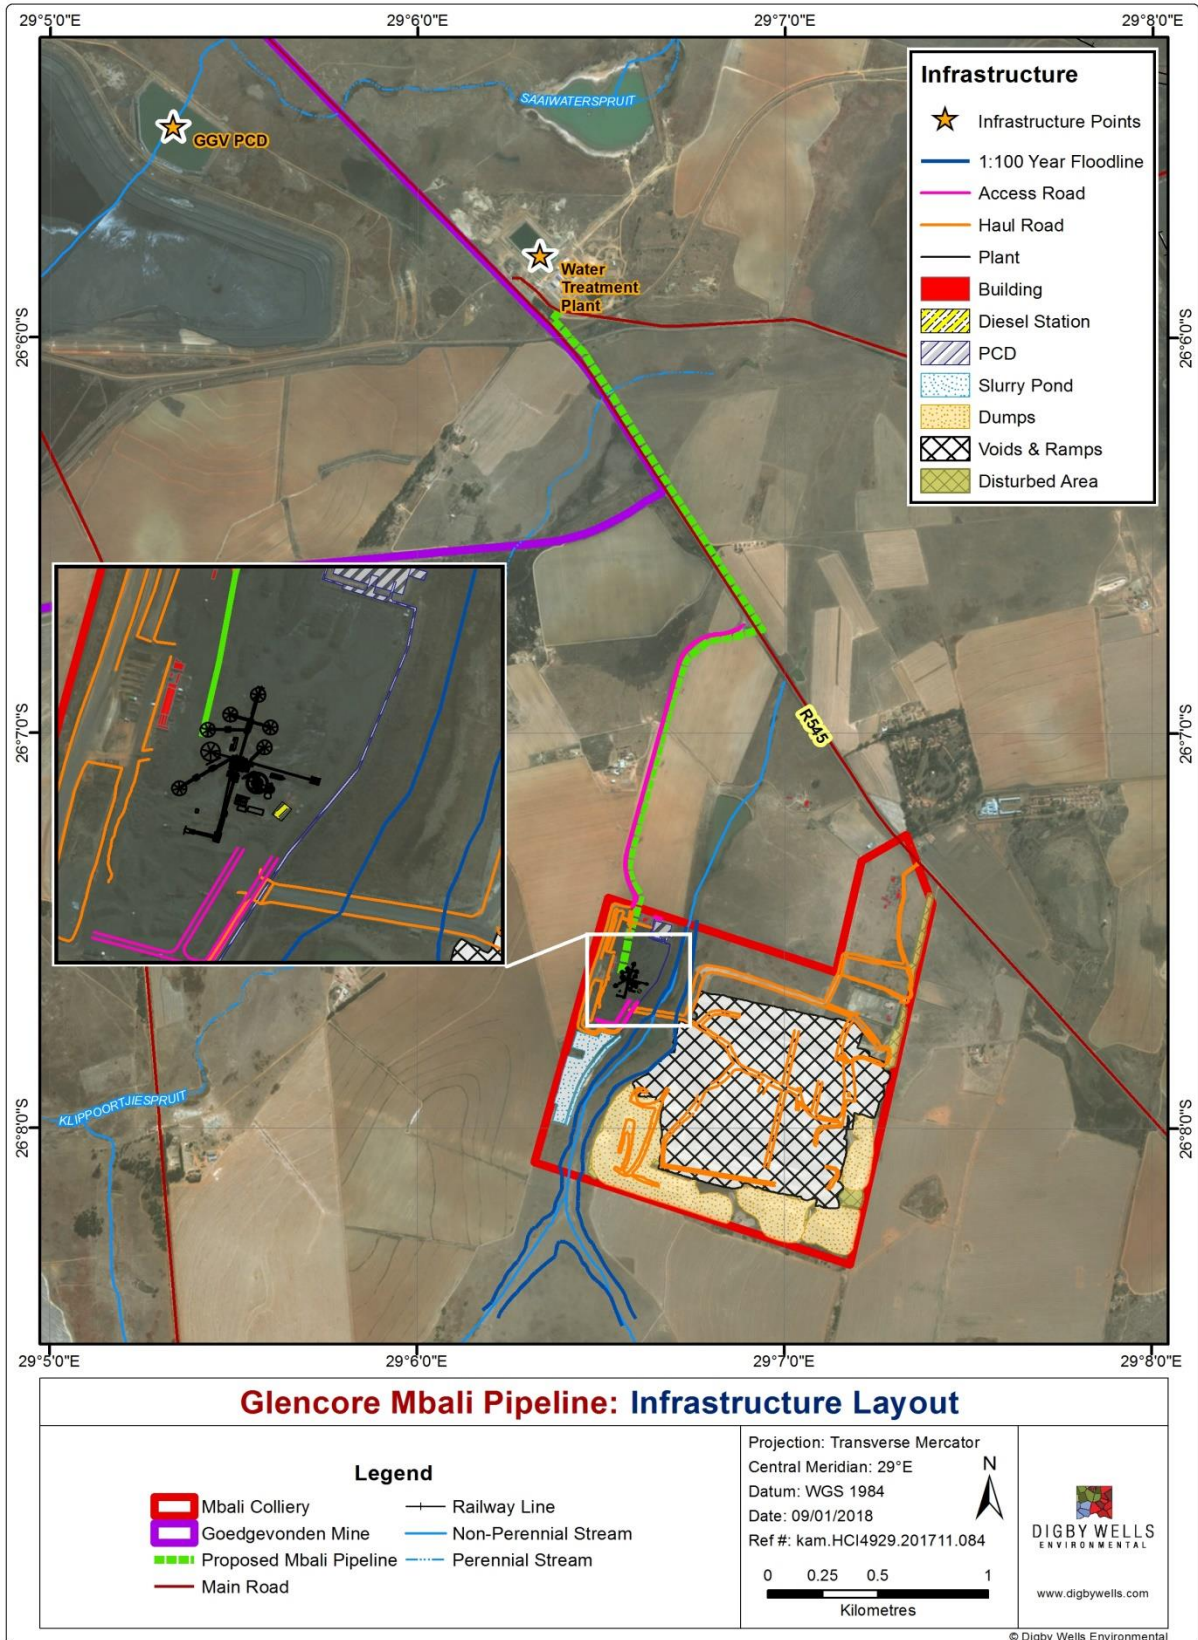 29°5'0"E
29°6'0"E
29°7'0"E
29°8'0"E
26°6'0"S
26°7'0"S
26°8'0"S
26°6'0"S
26°7'0"S
26°8'0"S
SAAIWATERSPRUIT
GGV PCD
Water
Treatment
Plant
R545
KLIPPOORTJIESPRUIT
Infrastructure
Infrastructure Points
1:100 Year Floodline
Access Road
Haul Road
Plant
Building
Diesel Station
PCD
Slurry Pond
Dumps
Voids & Ramps
Disturbed Area
29°5'0"E
29°6'0"E
29°7'0"E
29°8'0"E
Glencore Mbali Pipeline: Infrastructure Layout
Legend
Mbali Colliery
Goedgevonden Mine
Proposed Mbali Pipeline
Main Road
Railway Line
Non-Perennial Stream
Perennial Stream
Projection: Transverse Mercator
Central Meridian: 29°E
Datum: WGS 1984
Date: 09/01/2018
Ref #: kam.HCI4929.201711.084
N
0 0.25 0.5 1
Kilometres
DIGBY WELLS
ENVIRONMENTAL
www.digbywells.com
© Digby Wells Environmental